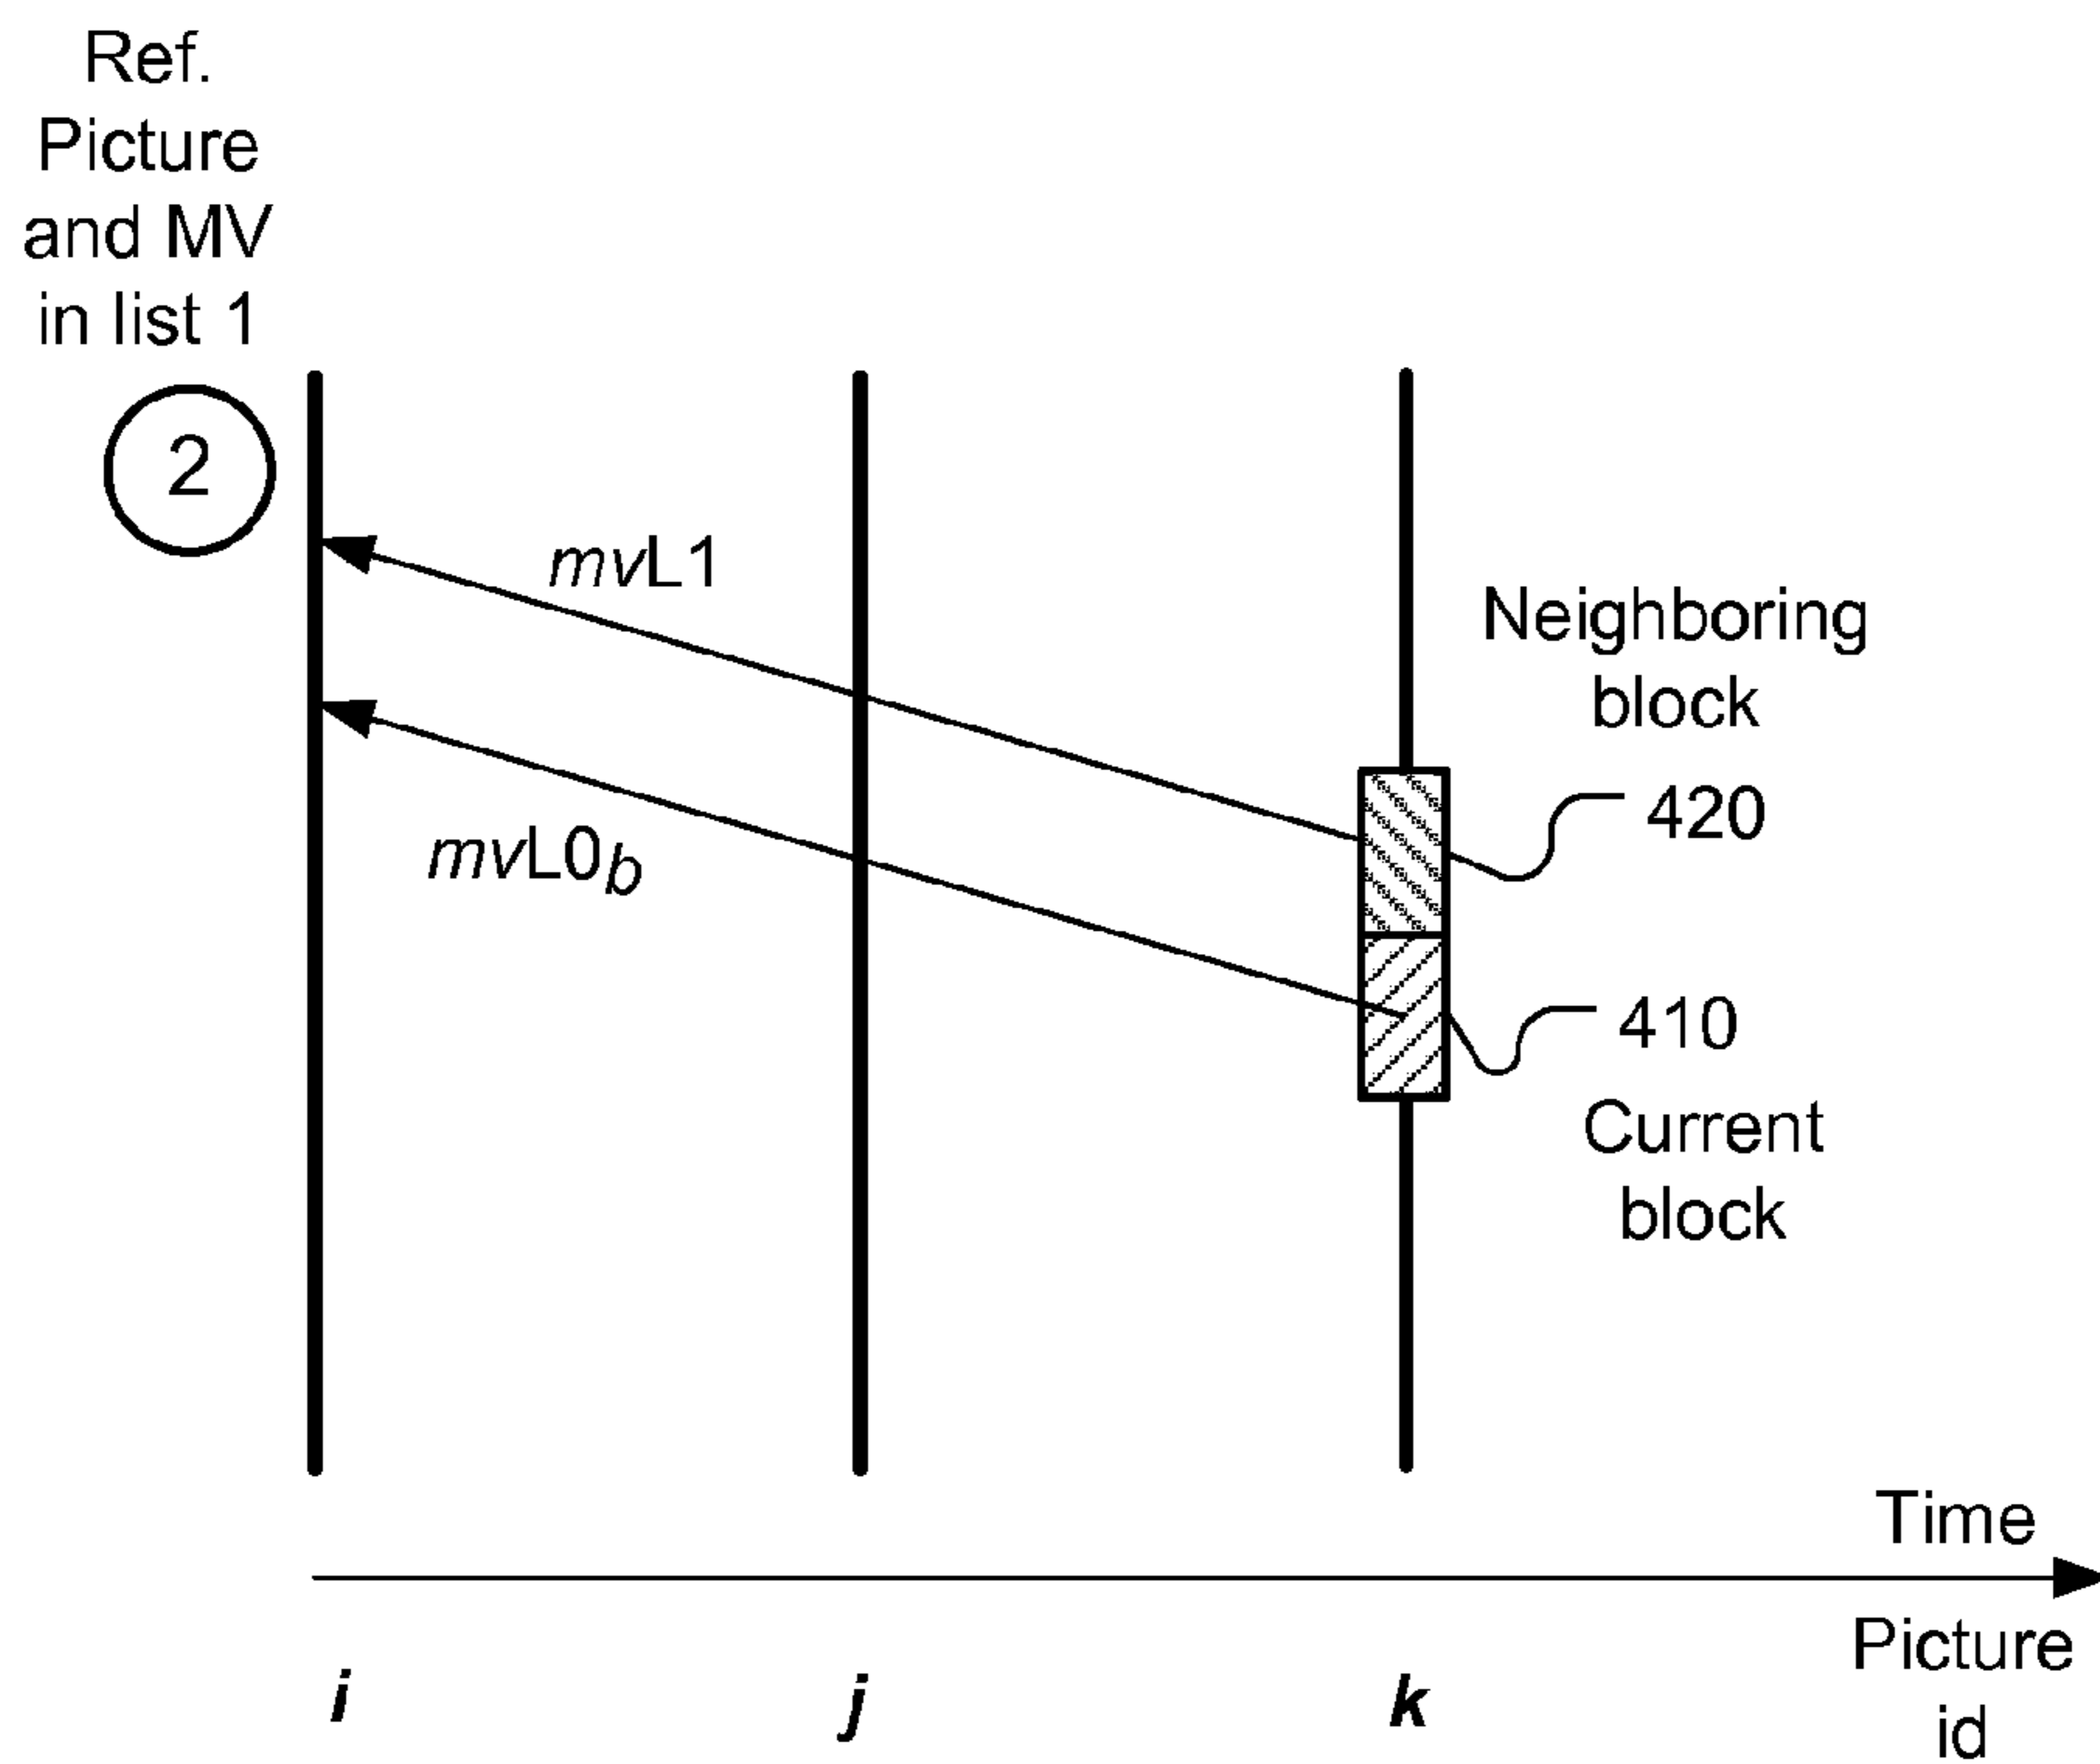 Ref.
Picture
and MV
in list 1
2
mvL1
Neighboring
block
420
mvL0b
410
Current
block
Time
i j k
Picture
id